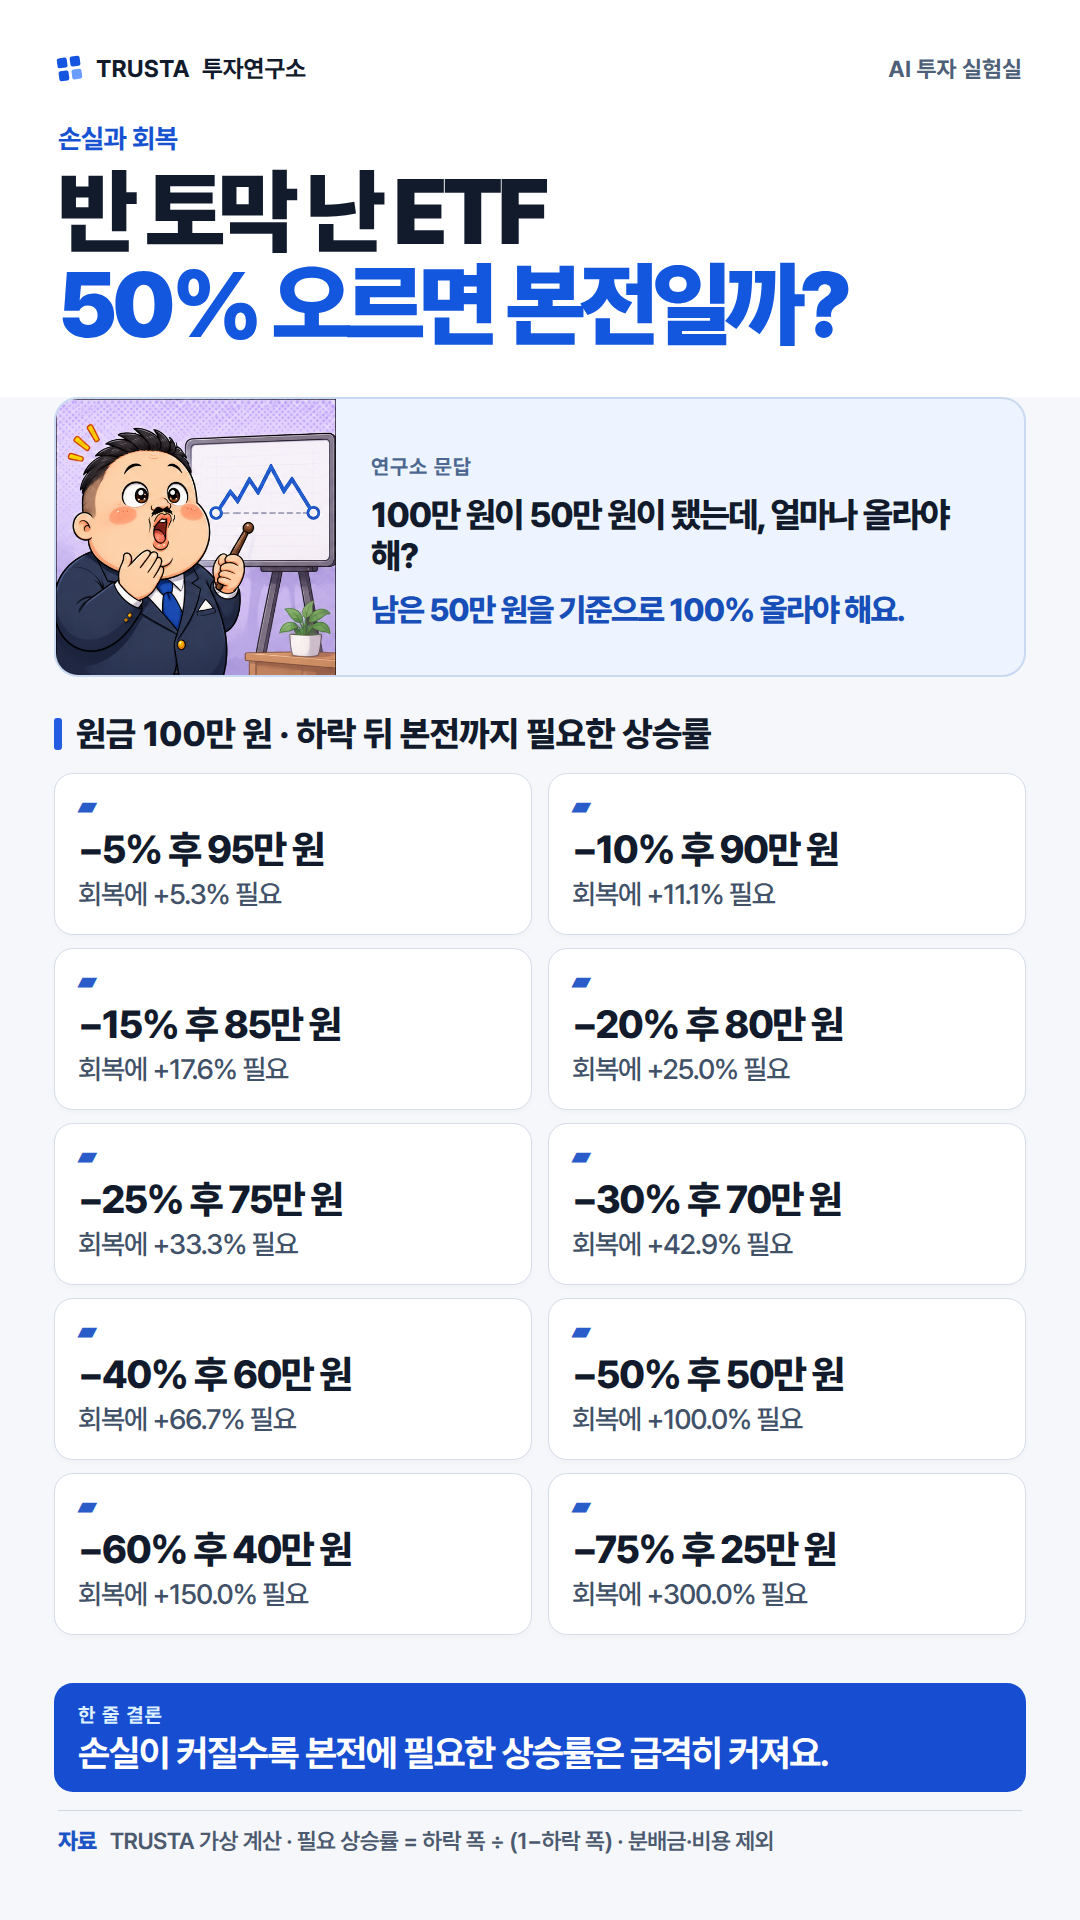 TRUSTA 투자연구소
AI 투자 실험실
손실과 회복
반 토막 난 ETF
50% 오르면 본전일까?
연구소 문답
100만 원이 50만 원이 됐는데, 얼마나 올라야
해?
남은 50만 원을 기준으로 100% 올라야 해요.
원금 100만 원 · 하락 뒤 본전까지 필요한 상승률
−5% 후 95만 원
회복에 +5.3% 필요
−10% 후 90만 원
회복에 +11.1% 필요
−15% 후 85만 원
회복에 +17.6% 필요
−20% 후 80만 원
회복에 +25.0% 필요
−25% 후 75만 원
회복에 +33.3% 필요
−30% 후 70만 원
회복에 +42.9% 필요
−40% 후 60만 원
회복에 +66.7% 필요
−50% 후 50만 원
회복에 +100.0% 필요
−60% 후 40만 원
회복에 +150.0% 필요
−75% 후 25만 원
회복에 +300.0% 필요
한 줄 결론
손실이 커질수록 본전에 필요한 상승률은 급격히 커져요.
자료 TRUSTA 가상 계산 · 필요 상승률 = 하락 폭 ÷ (1−하락 폭) · 분배금·비용 제외